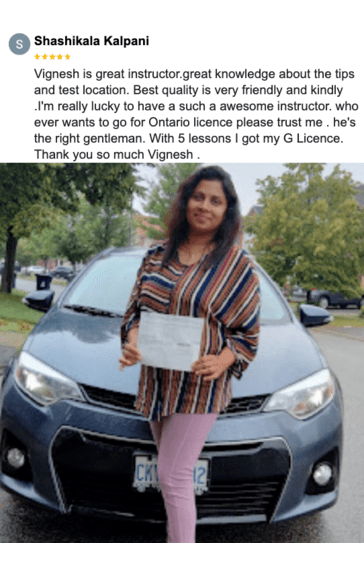 S Shashikala Kalpani
Vignesh is great instructor.great knowledge about the tips
and test location. Best quality is very friendly and kindly
.I'm really lucky to have a such a awesome instructor. who
ever wants to go for Ontario licence please trust me . he's
the right gentleman. With 5 lessons I got my G Licence.
Thank you so much Vignesh .